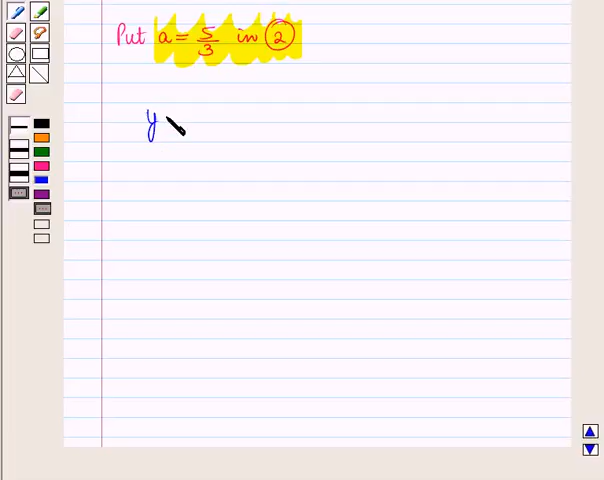 Put a = 5/3 in ②
y